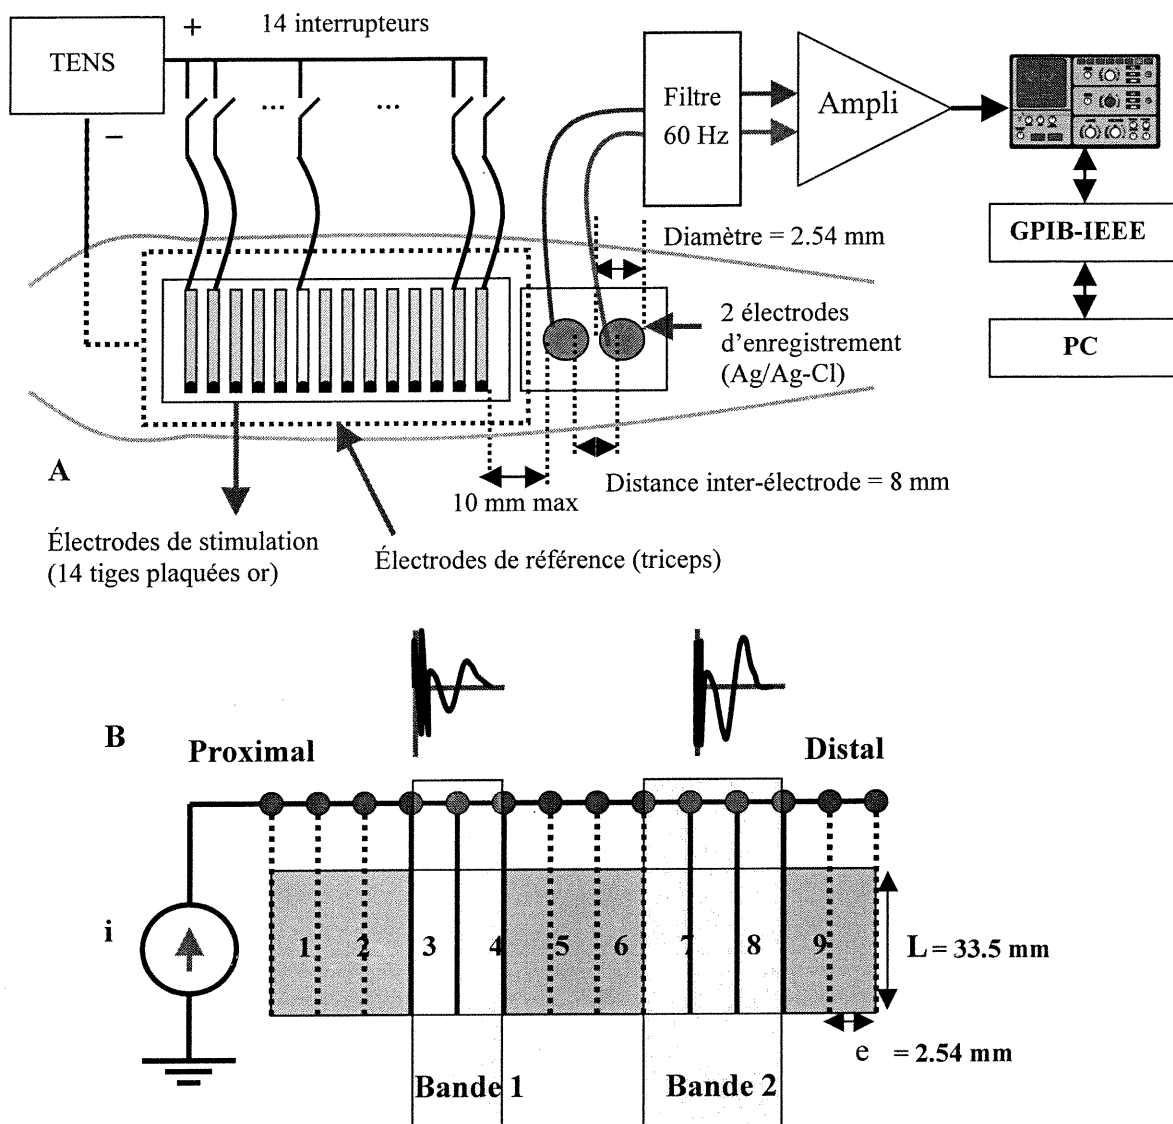 14 interrupteurs
+
TENS
−
...
...
Filtre
60 Hz
Ampli
GPIB-IEEE
PC
Diamètre = 2.54 mm
2 électrodes
d'enregistrement
(Ag/Ag-Cl)
A
10 mm max
Distance inter-électrode = 8 mm
Électrodes de stimulation
(14 tiges plaquées or)
Électrodes de référence (triceps)
B
Proximal
Distal
i
1 2 3 4 5 6 7 8 9
L = 33.5 mm
e = 2.54 mm
Bande 1
Bande 2